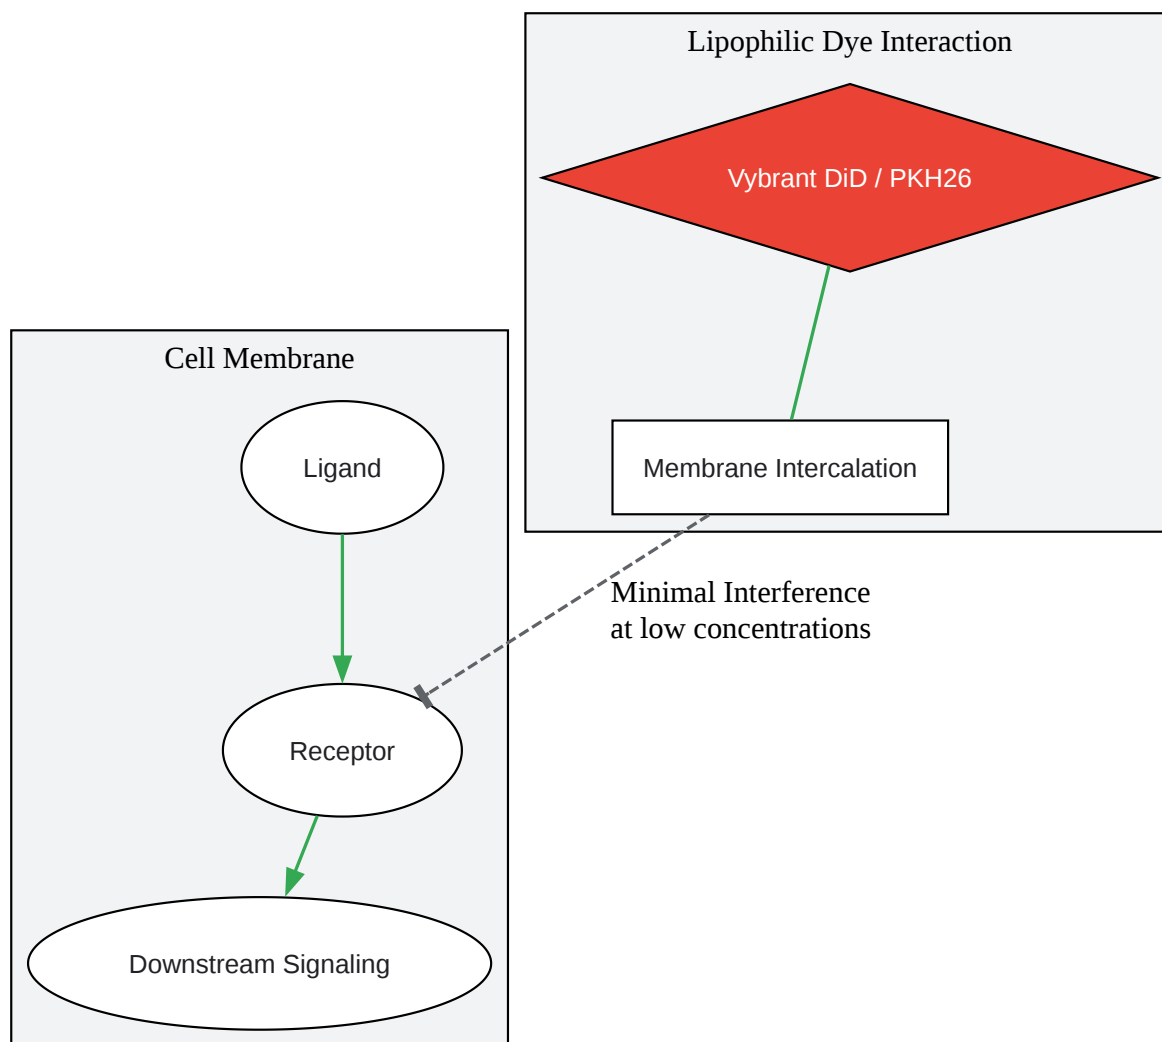 Lipophilic Dye Interaction
Vybrant DiD / PKH26
Cell Membrane
Ligand
Membrane Intercalation
Minimal Interference
at low concentrations
Receptor
Downstream Signaling